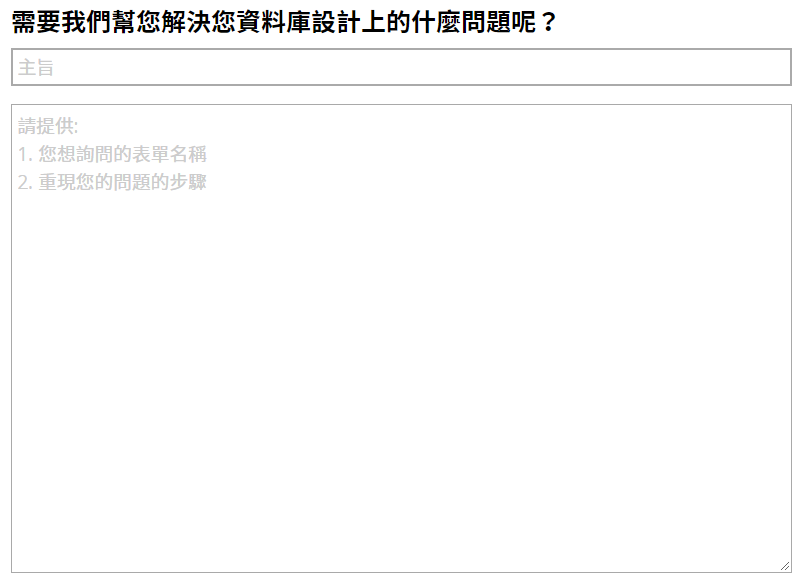 需要我們幫您解決您資料庫設計上的什麼問題呢？
主旨
請提供:
1. 您想詢問的表單名稱
2. 重現您的問題的步驟